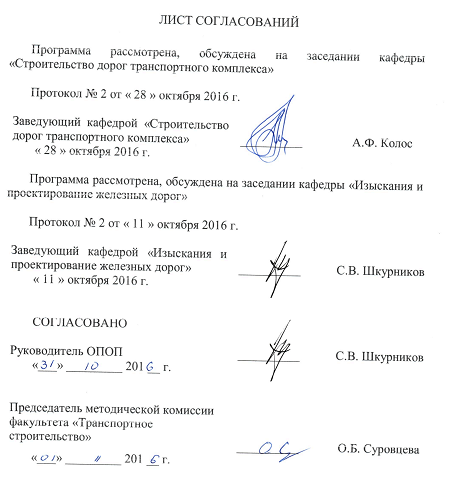 ЛИСТ СОГЛАСОВАНИЙ
Программа рассмотрена, обсуждена на заседании кафедры
«Строительство дорог транспортного комплекса»
Протокол № 2 от « 28 » октября 2016 г.
Заведующий кафедрой «Строительство
дорог транспортного комплекса» А.Ф. Колос
« 28 » октября 2016 г.
Программа рассмотрена, обсуждена на заседании кафедры «Изыскания и
проектирование железных дорог»
Протокол № 2 от « 11 » октября 2016 г.
Заведующий кафедрой «Изыскания и
проектирование железных дорог» С.В. Шкурников
« 11 » октября 2016 г.
СОГЛАСОВАНО
Руководитель ОПОП С.В. Шкурников
«31» 10 2016 г.
Председатель методической комиссии
факультета «Транспортное
строительство» О.Б. Суровцева
«01» 11 2016 г.